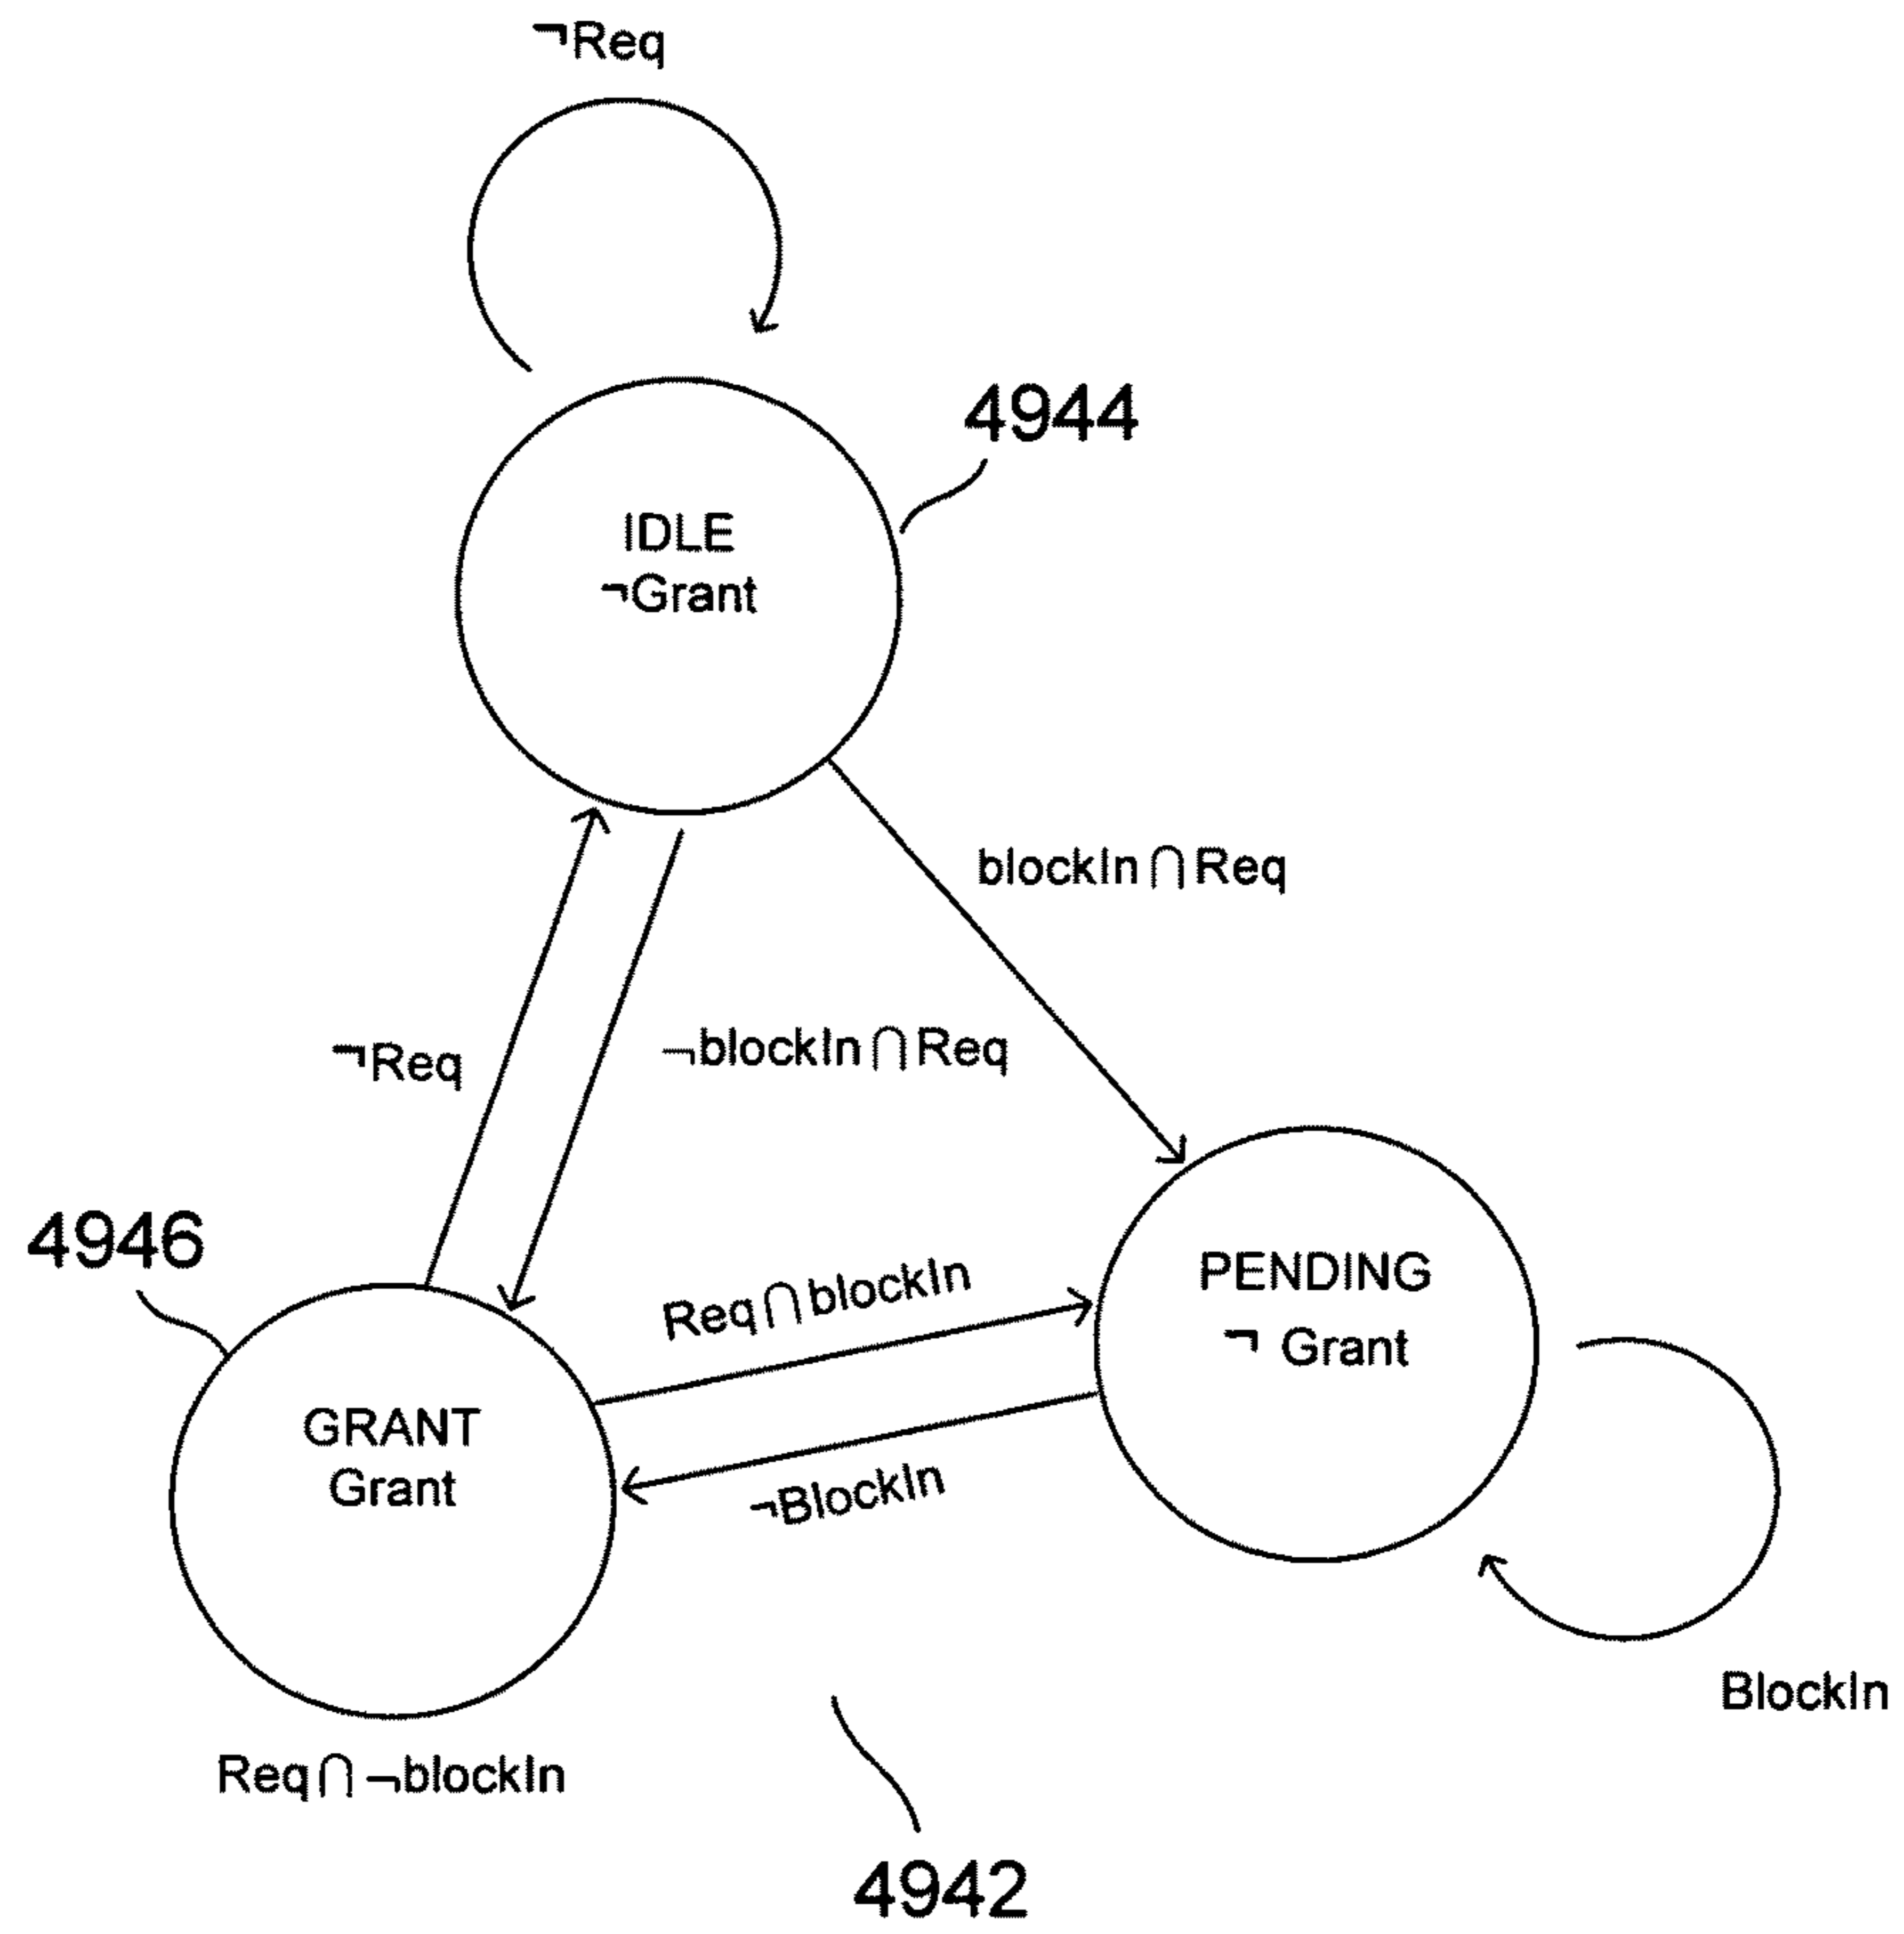 ¬Req
4944
IDLE
¬Grant
blockIn∩Req
¬Req
¬blockIn∩Req
4946
Req∩blockIn
PENDING
¬ Grant
GRANT
Grant
¬BlockIn
BlockIn
Req∩¬blockIn
4942